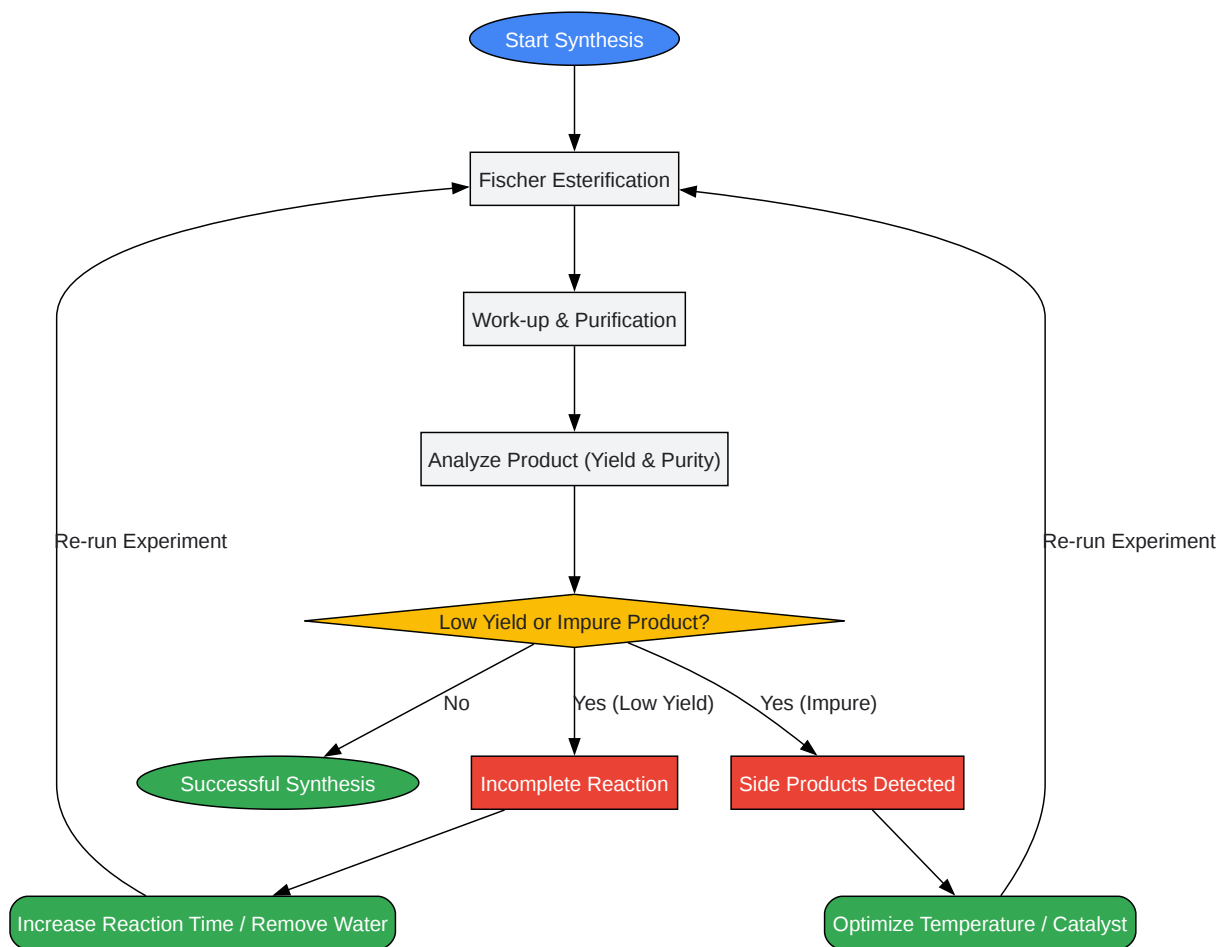 Start Synthesis
Fischer Esterification
Work-up & Purification
Analyze Product (Yield & Purity)
Re-run Experiment
Re-run Experiment
Low Yield or Impure Product?
No
Yes (Low Yield)
Yes (Impure)
Successful Synthesis
Incomplete Reaction
Side Products Detected
Increase Reaction Time / Remove Water
Optimize Temperature / Catalyst